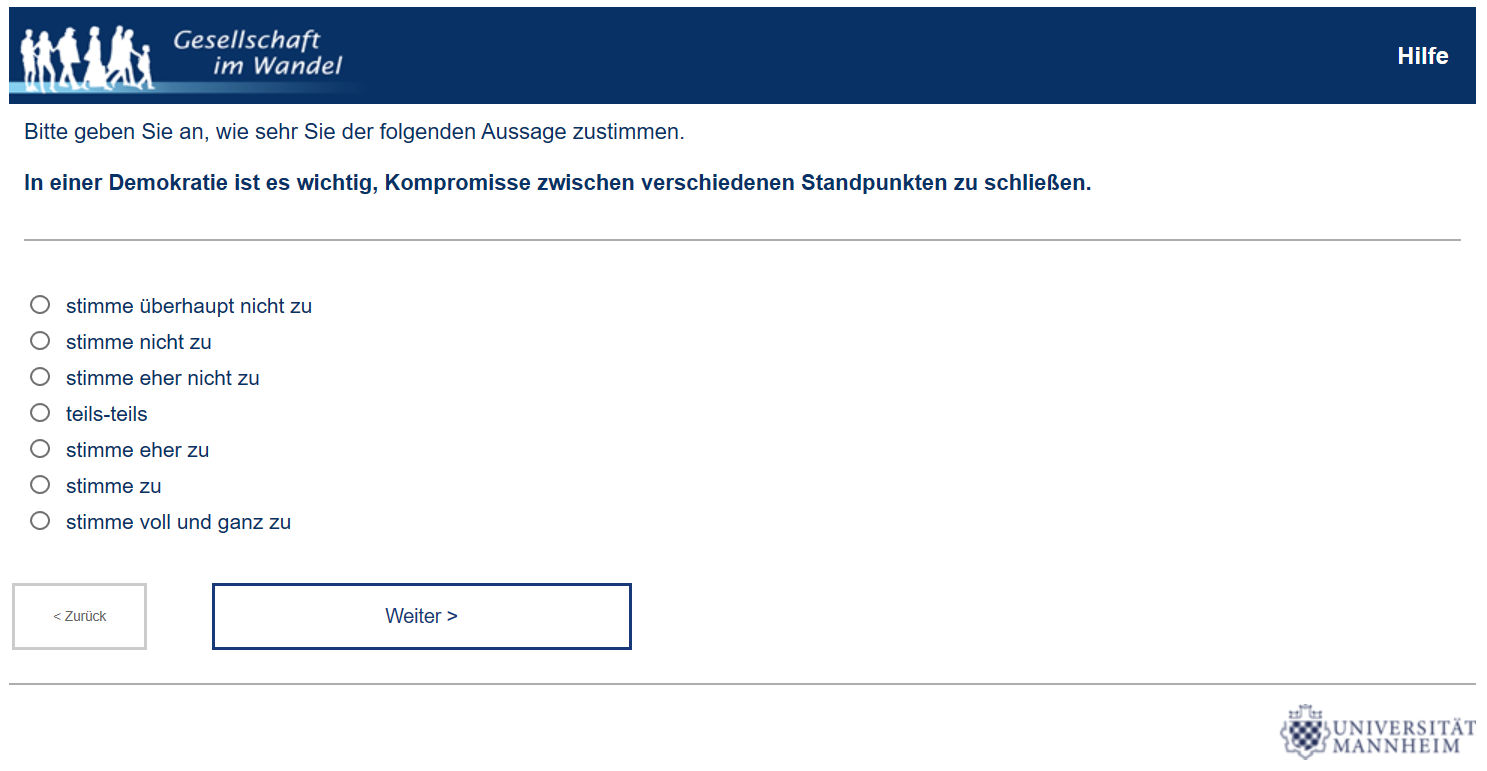 Gesellschaft
im Wandel
Hilfe
Bitte geben Sie an, wie sehr Sie der folgenden Aussage zustimmen.
In einer Demokratie ist es wichtig, Kompromisse zwischen verschiedenen Standpunkten zu schließen.
stimme überhaupt nicht zu
stimme nicht zu
stimme eher nicht zu
teils-teils
stimme eher zu
stimme zu
stimme voll und ganz zu
< Zurück
Weiter >
UNIVERSITÄT
MANNHEIM